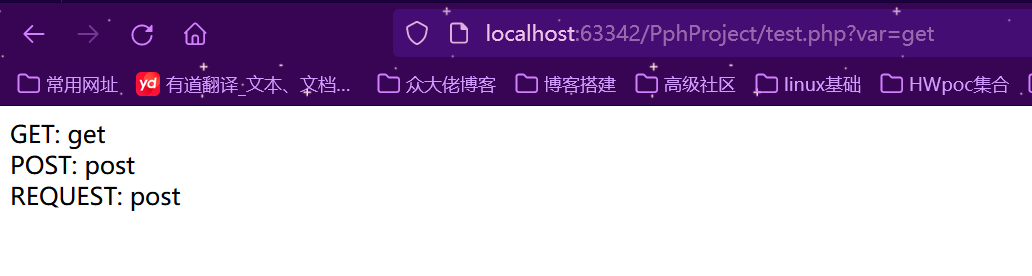 localhost:63342/PphProject/test.php?var=get
常用网址 yd 有道翻译_文本、文档... 众大佬博客 博客搭建 高级社区 linux基础 HWpoc集合
GET: get
POST: post
REQUEST: post